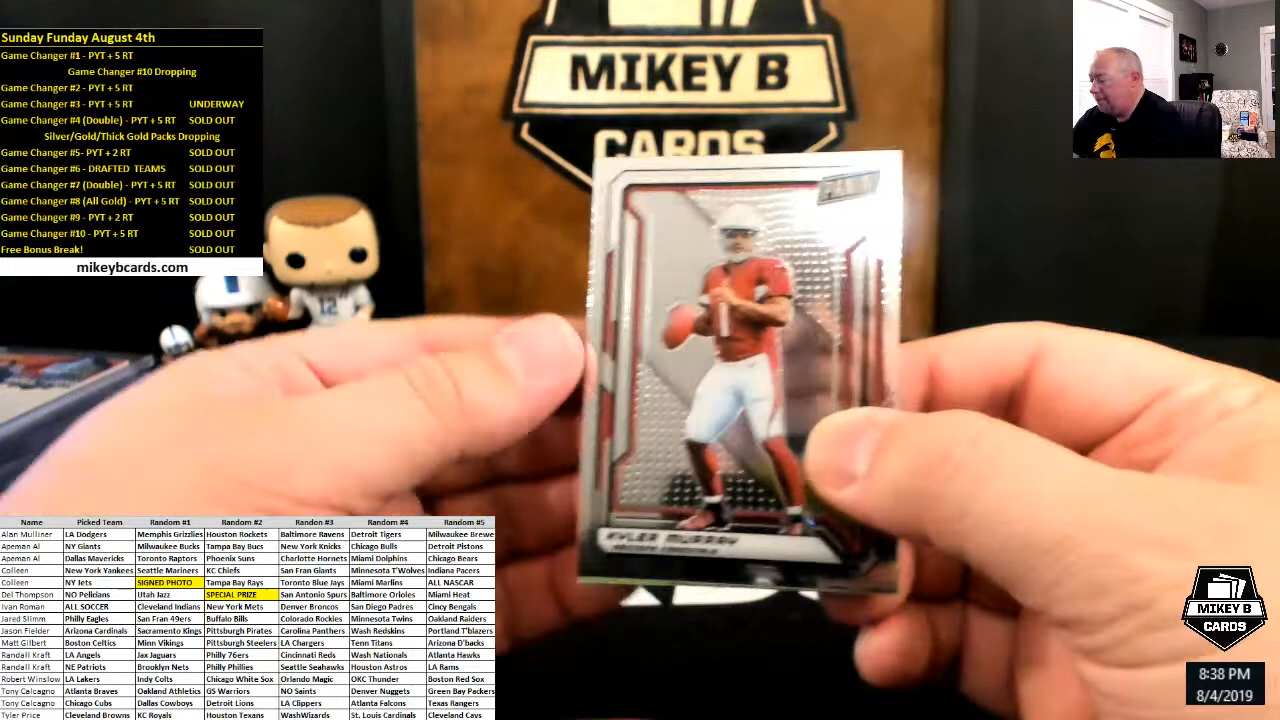 Sunday Funday August 4th
Game Changer #1 - PYT + 5 RT
Game Changer #10 Dropping
Game Changer #2 - PYT + 5 RT
Game Changer #3 - PYT + 5 RT UNDERWAY
Game Changer #4 (Double) - PYT + 5 RT SOLD OUT
Silver/Gold/Thick Gold Packs Dropping
Game Changer #5- PYT + 2 RT SOLD OUT
Game Changer #6 - DRAFTED TEAMS SOLD OUT
Game Changer #7 (Double) - PYT + 5 RT SOLD OUT
Game Changer #8 (All Gold) - PYT + 5 RT SOLD OUT
Game Changer #9 - PYT + 2 RT SOLD OUT
Game Changer #10 - PYT + 5 RT SOLD OUT
Free Bonus Break! SOLD OUT
mikeybcards.com
MIKEY B
CARDS
12
1
KYLER MURRAY
Name Picked Team Random #1 Random #2 Random #3 Random #4 Random #5
Alan Mulliner LA Dodgers Memphis Grizzlies Houston Rockets Baltimore Ravens Detroit Tigers Milwaukee Brewe
Apeman Al NY Giants Milwaukee Bucks Tampa Bay Bucs New York Knicks Chicago Bulls Detroit Pistons
Apeman Al Dallas Mavericks Toronto Raptors Phoenix Suns Charlotte Hornets Miami Dolphins Chicago Bears
Colleen New York Yankees Seattle Mariners KC Chiefs San Fran Giants Minnesota T'Wolves Indiana Pacers
Colleen NY Jets SIGNED PHOTO Tampa Bay Rays Toronto Blue Jays Miami Marlins ALL NASCAR
Del Thompson NO Pelicians Utah Jazz SPECIAL PRIZE San Antonio Spurs Baltimore Orioles Miami Heat
Ivan Roman ALL SOCCER Cleveland Indians New York Mets Denver Broncos San Diego Padres Cincy Bengals
Jared Slimm Philly Eagles San Fran 49ers Buffalo Bills Colorado Rockies Minnesota Twins Oakland Raiders
Jason Fielder Arizona Cardinals Sacramento Kings Pittsburgh Pirates Carolina Panthers Wash Redskins Portland T'blazers
Matt Gilbert Boston Celtics Minn Vikings Pittsburgh Steelers LA Chargers Tenn Titans Arizona D'backs
Randall Kraft LA Angels Jax Jaguars Philly 76ers Cincinnati Reds Wash Nationals Atlanta Hawks
Randall Kraft NE Patriots Brooklyn Nets Philly Phillies Seattle Seahawks Houston Astros LA Rams
Robert Winslow LA Lakers Indy Colts Chicago White Sox Orlando Magic OKC Thunder Boston Red Sox
Tony Calcagno Atlanta Braves Oakland Athletics GS Warriors NO Saints Denver Nuggets Green Bay Packers
Tony Calcagno Chicago Cubs Dallas Cowboys Detroit Lions LA Clippers Atlanta Falcons Texas Rangers
Tyler Price Cleveland Browns KC Royals Houston Texans WashWizards St. Louis Cardinals Cleveland Cavs
MIKEY B
CARDS
8:38 PM
8/4/2019